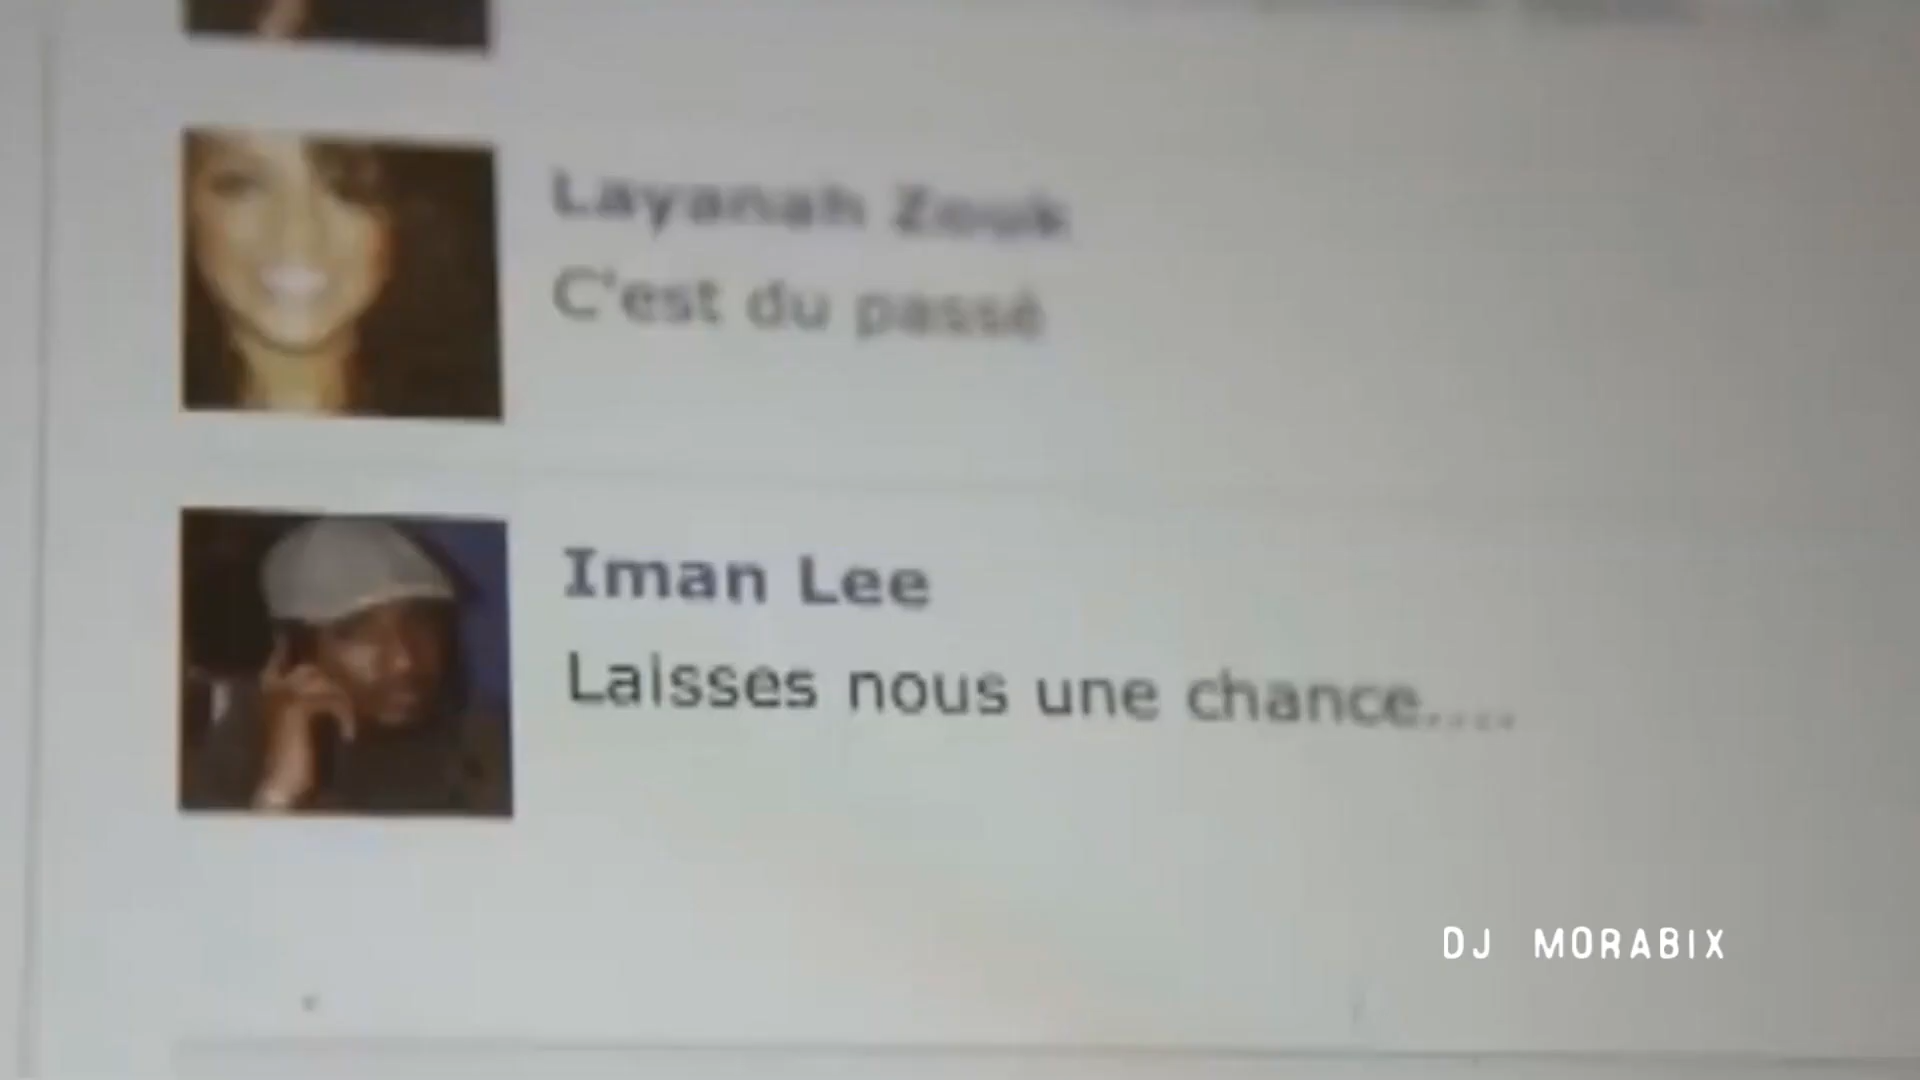 Layanah Zouk
C'est du passé
Iman Lee
Laisses nous une chance....
DJ MORABIX